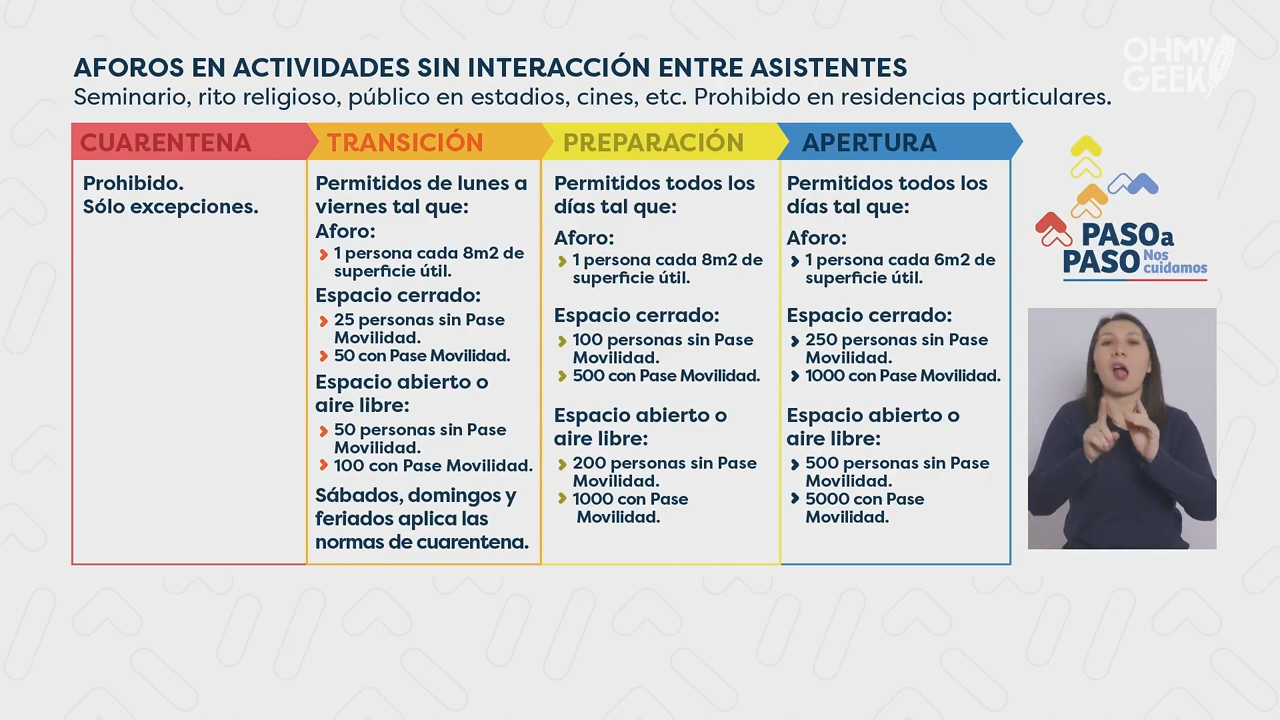 AFOROS EN ACTIVIDADES SIN INTERACCIÓN ENTRE ASISTENTES
Seminario, rito religioso, público en estadios, cines, etc. Prohibido en residencias particulares.
OHMY
GEEK
CUARENTENA
Prohibido.
Sólo excepciones.
TRANSICIÓN
Permitidos de lunes a
viernes tal que:
Aforo:
1 persona cada 8m2 de
superficie útil.
Espacio cerrado:
25 personas sin Pase
Movilidad.
50 con Pase Movilidad.
Espacio abierto o
aire libre:
50 personas sin Pase
Movilidad.
100 con Pase Movilidad.
Sábados, domingos y
feriados aplica las
normas de cuarentena.
PREPARACIÓN
Permitidos todos los
días tal que:
Aforo:
1 persona cada 8m2 de
superficie útil.
Espacio cerrado:
100 personas sin Pase
Movilidad.
500 con Pase Movilidad.
Espacio abierto o
aire libre:
200 personas sin Pase
Movilidad.
1000 con Pase
Movilidad.
APERTURA
Permitidos todos los
días tal que:
Aforo:
1 persona cada 6m2 de
superficie útil.
Espacio cerrado:
250 personas sin Pase
Movilidad.
1000 con Pase Movilidad.
Espacio abierto o
aire libre:
500 personas sin Pase
Movilidad.
5000 con Pase
Movilidad.
PASO a
PASO Nos
cuidamos